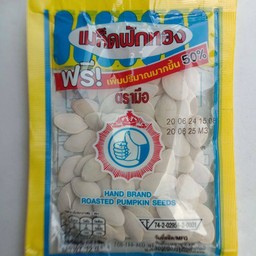 เมล็ดฟักทอง
ฟรี! เพิ่มปริมาณมากขึ้น 50%
ตรามือ
20 06 24 15:0
20 06 25 M3
HAND BRAND
ROASTED PUMPKIN SEEDS